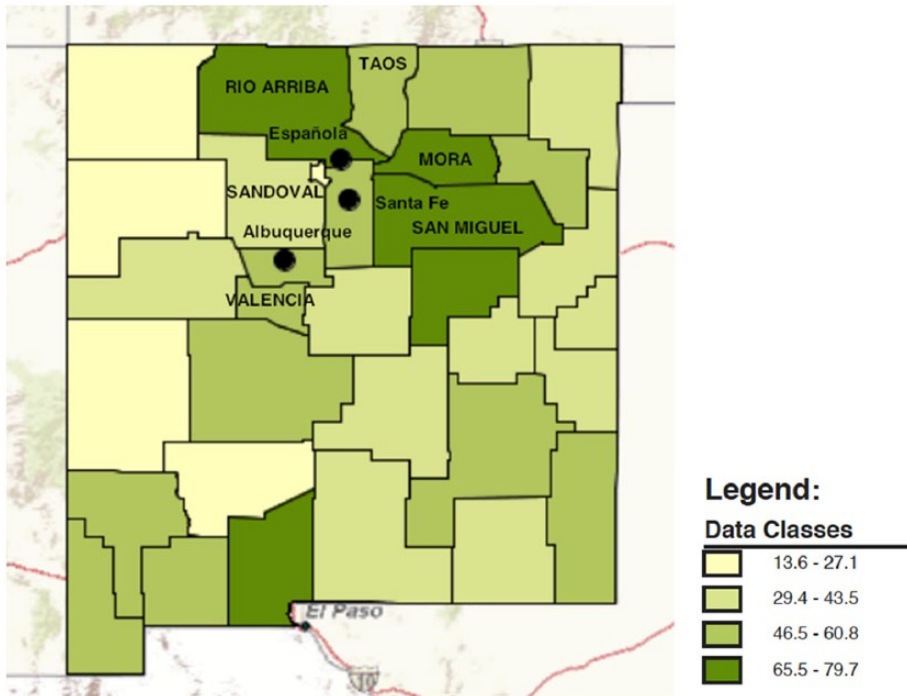 TAOS
RIO ARRIBA
Española
MORA
SANDOVAL
Santa Fe
SAN MIGUEL
Albuquerque
VALENCIA
El Paso
10
Legend:
Data Classes
13.6 - 27.1
29.4 - 43.5
46.5 - 60.8
65.5 - 79.7